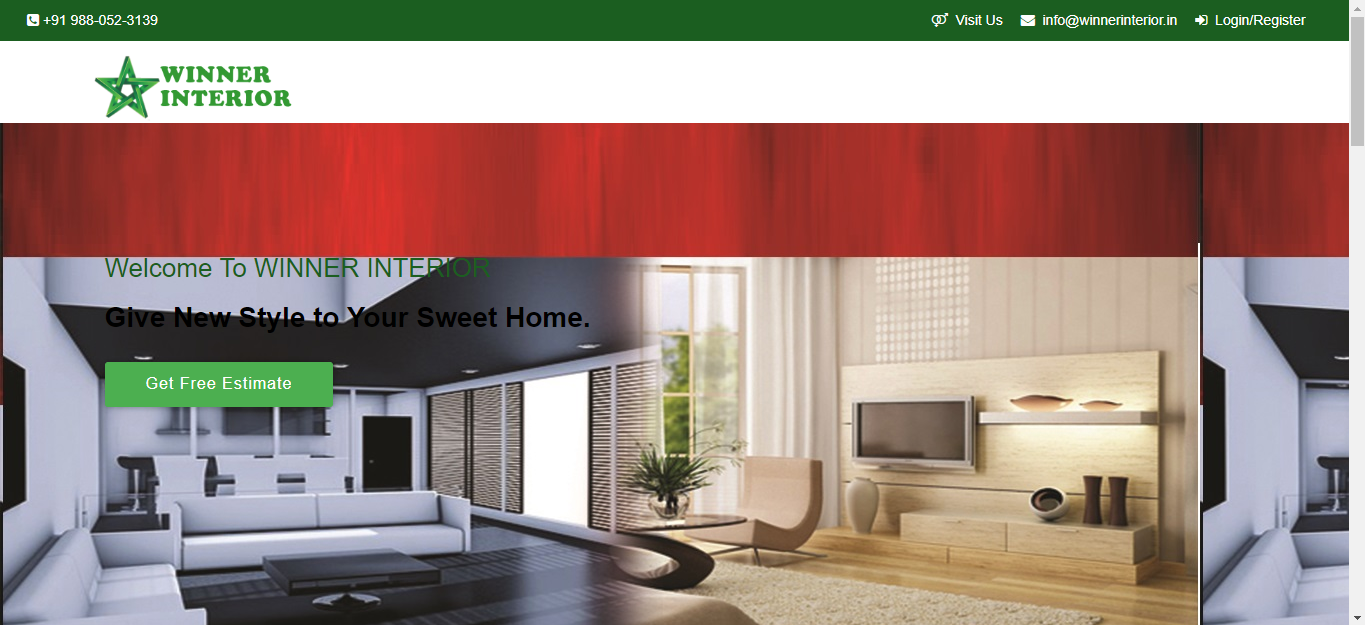 +91 988-052-3139
Visit Us
info@winnerinterior.in
Login/Register
WINNER
INTERIOR
Welcome To WINNER INTERIOR
Give New Style to Your Sweet Home.
Get Free Estimate